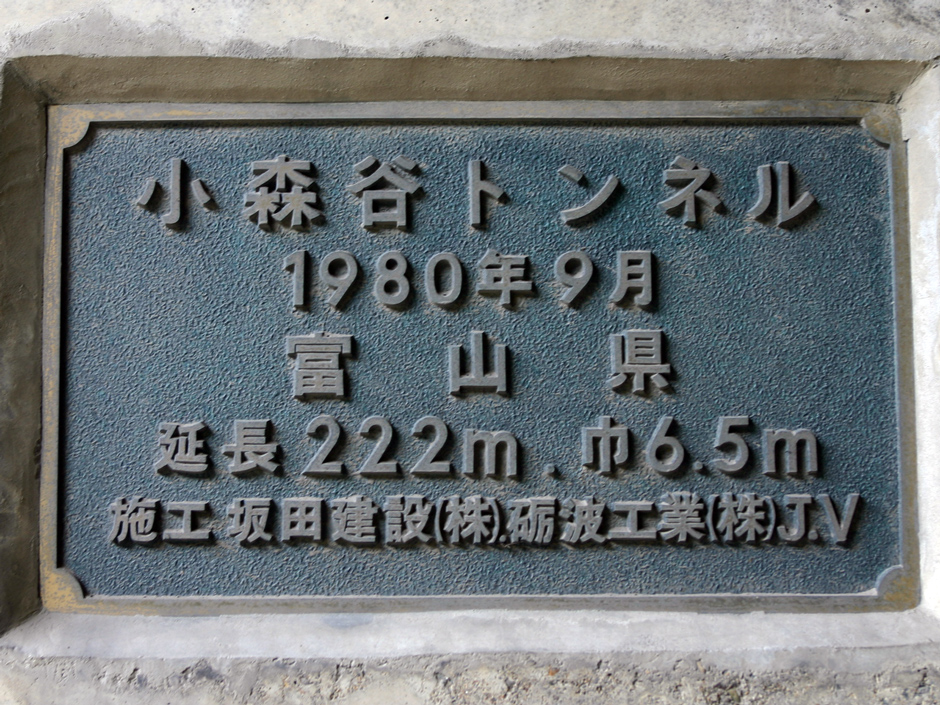 小森谷トンネル
1980年9月
富山県
延長222m.巾6.5m
施工坂田建設(株).砺波工業(株)J.V